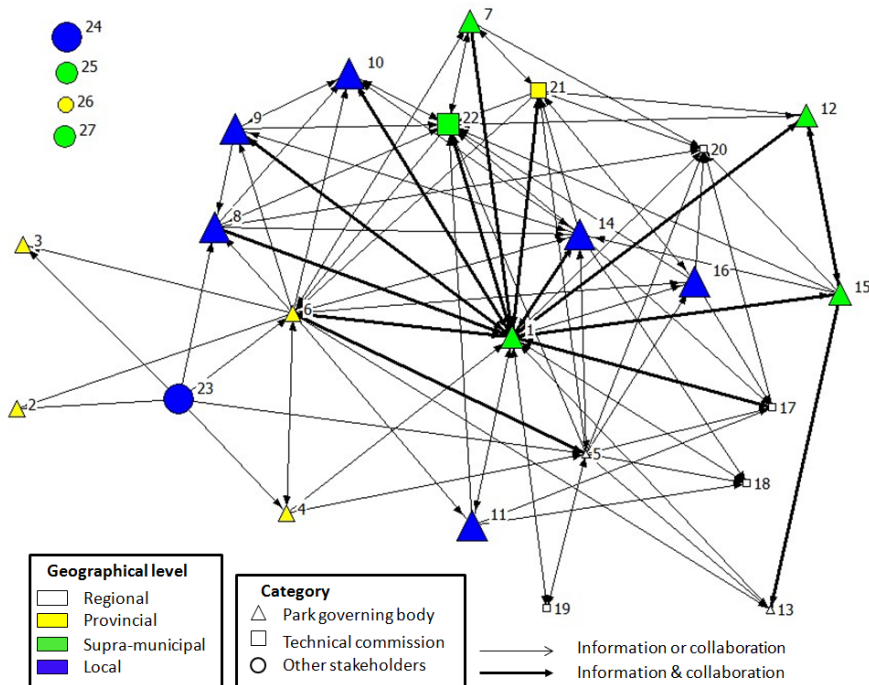 24
25
26
27
7
10
21
22
12
9
20
8
14
3
16
15
6
1
2
23
17
5
18
4
11
19
13
Geographical level
Regional
Provincial
Supra-municipal
Local
Category
Park governing body
Technical commission
Other stakeholders
Information or collaboration
Information & collaboration